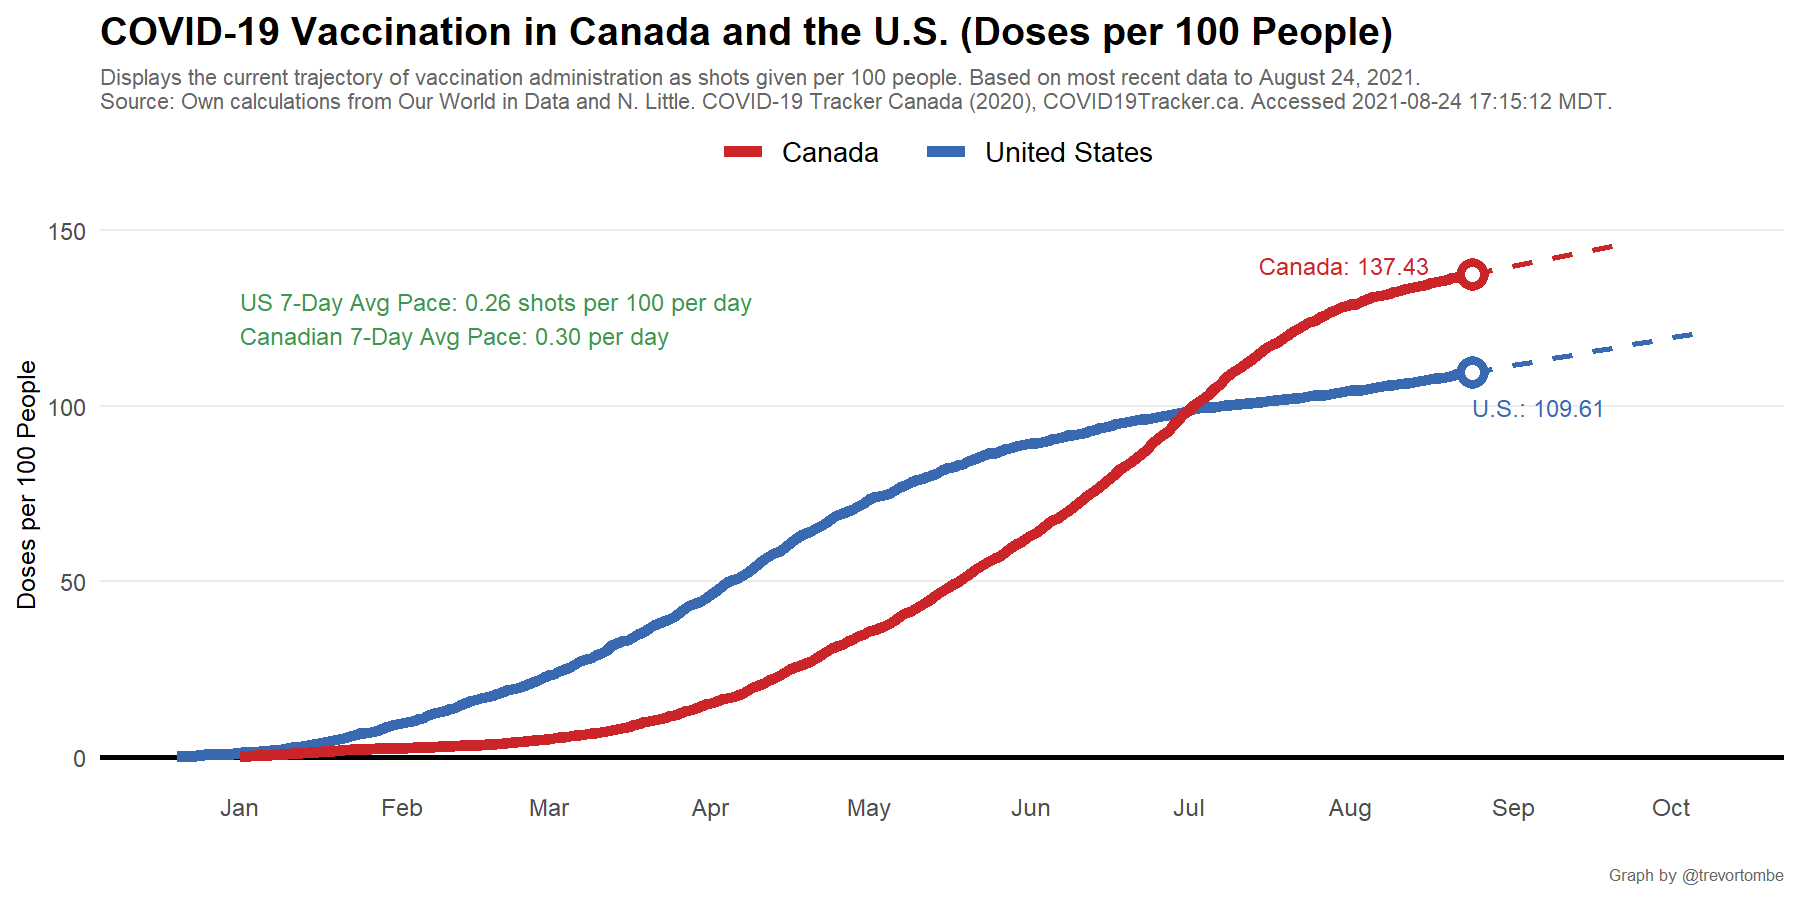 COVID-19 Vaccination in Canada and the U.S. (Doses per 100 People)
Displays the current trajectory of vaccination administration as shots given per 100 people. Based on most recent data to August 24, 2021.
Source: Own calculations from Our World in Data and N. Little. COVID-19 Tracker Canada (2020), COVID19Tracker.ca. Accessed 2021-08-24 17:15:12 MDT.
Canada
United States
150
Canada: 137.43
US 7-Day Avg Pace: 0.26 shots per 100 per day
Canadian 7-Day Avg Pace: 0.30 per day
100
U.S.: 109.61
Doses per 100 People
50
0
Jan
Feb
Mar
Apr
May
Jun
Jul
Aug
Sep
Oct
Graph by @trevortombe